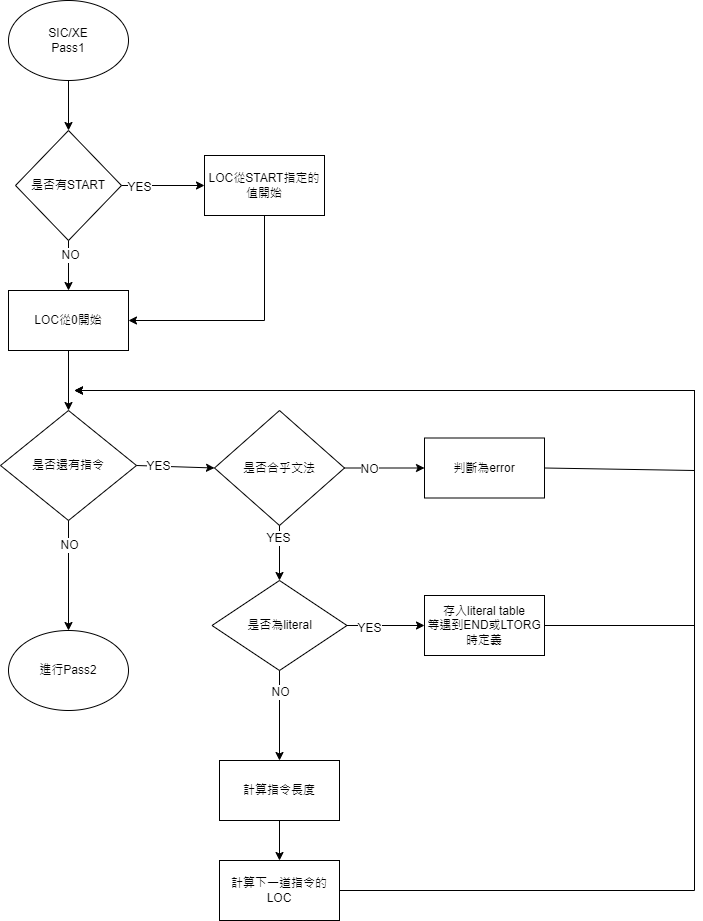 SIC/XE
Pass1
是否有START
YES
LOC從START指定的
值開始
NO
LOC從0開始
是否還有指令
YES
是否合乎文法
NO
判斷為error
NO
YES
是否為literal
YES
存入literal table
等遇到END或LTORG
時定義
進行Pass2
NO
計算指令長度
計算下一道指令的
LOC